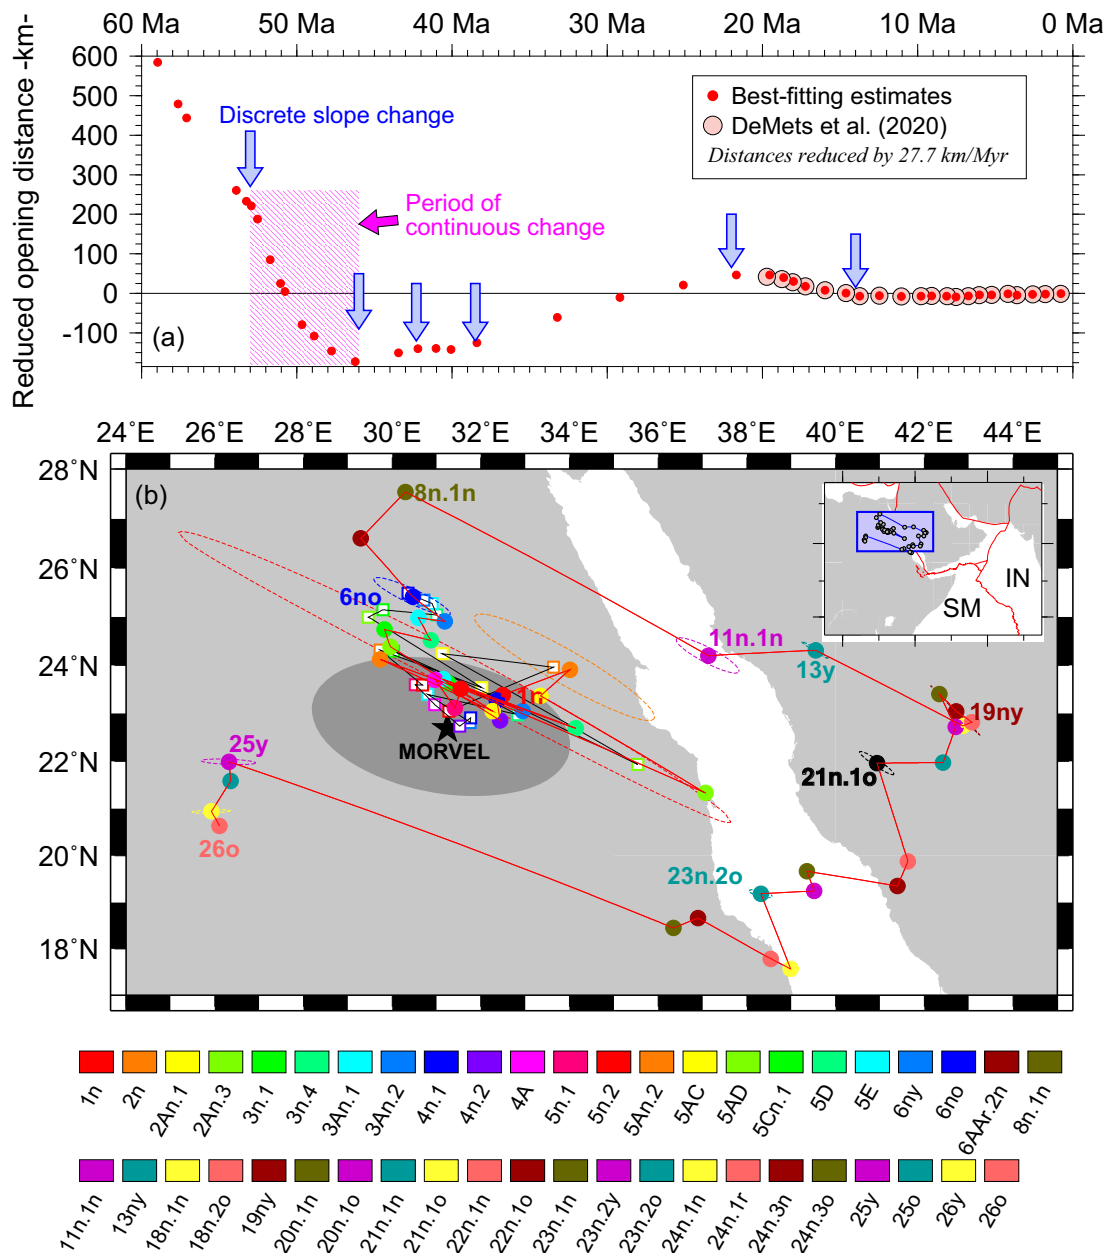 60 Ma 50 Ma 40 Ma 30 Ma 20 Ma 10 Ma 0 Ma
Reduced opening distance -km-
600
500
400
300
200
100
0
-100
Discrete slope change
Period of
continuous change
Best-fitting estimates
DeMets et al. (2020)
Distances reduced by 27.7 km/Myr
(a)
24˚E 26˚E 28˚E 30˚E 32˚E 34˚E 36˚E 38˚E 40˚E 42˚E 44˚E
28˚N
26˚N
24˚N
22˚N
20˚N
18˚N
(b)
8n.1n
6no
11n.1n
13y
19ny
1n
MORVEL
25y
21n.1o
26o
23n.2o
IN
SM
1n 2n 2An.1 2An.3 3n.1 3n.4 3An.1 3An.2 4n.1 4n.2 4A 5n.1 5n.2 5An.2 5AC 5AD 5Cn.1 5D 5E 6ny 6no 6AAr.2n 8n.1n
11n.1n 13ny 18n.1n 18n.2o 19ny 20n.1n 20n.1o 21n.1n 21n.1o 22n.1n 22n.1o 23n.1n 23n.2y 23n.2o 24n.1n 24n.1r 24n.3n 24n.3o 25y 25o 26y 26o